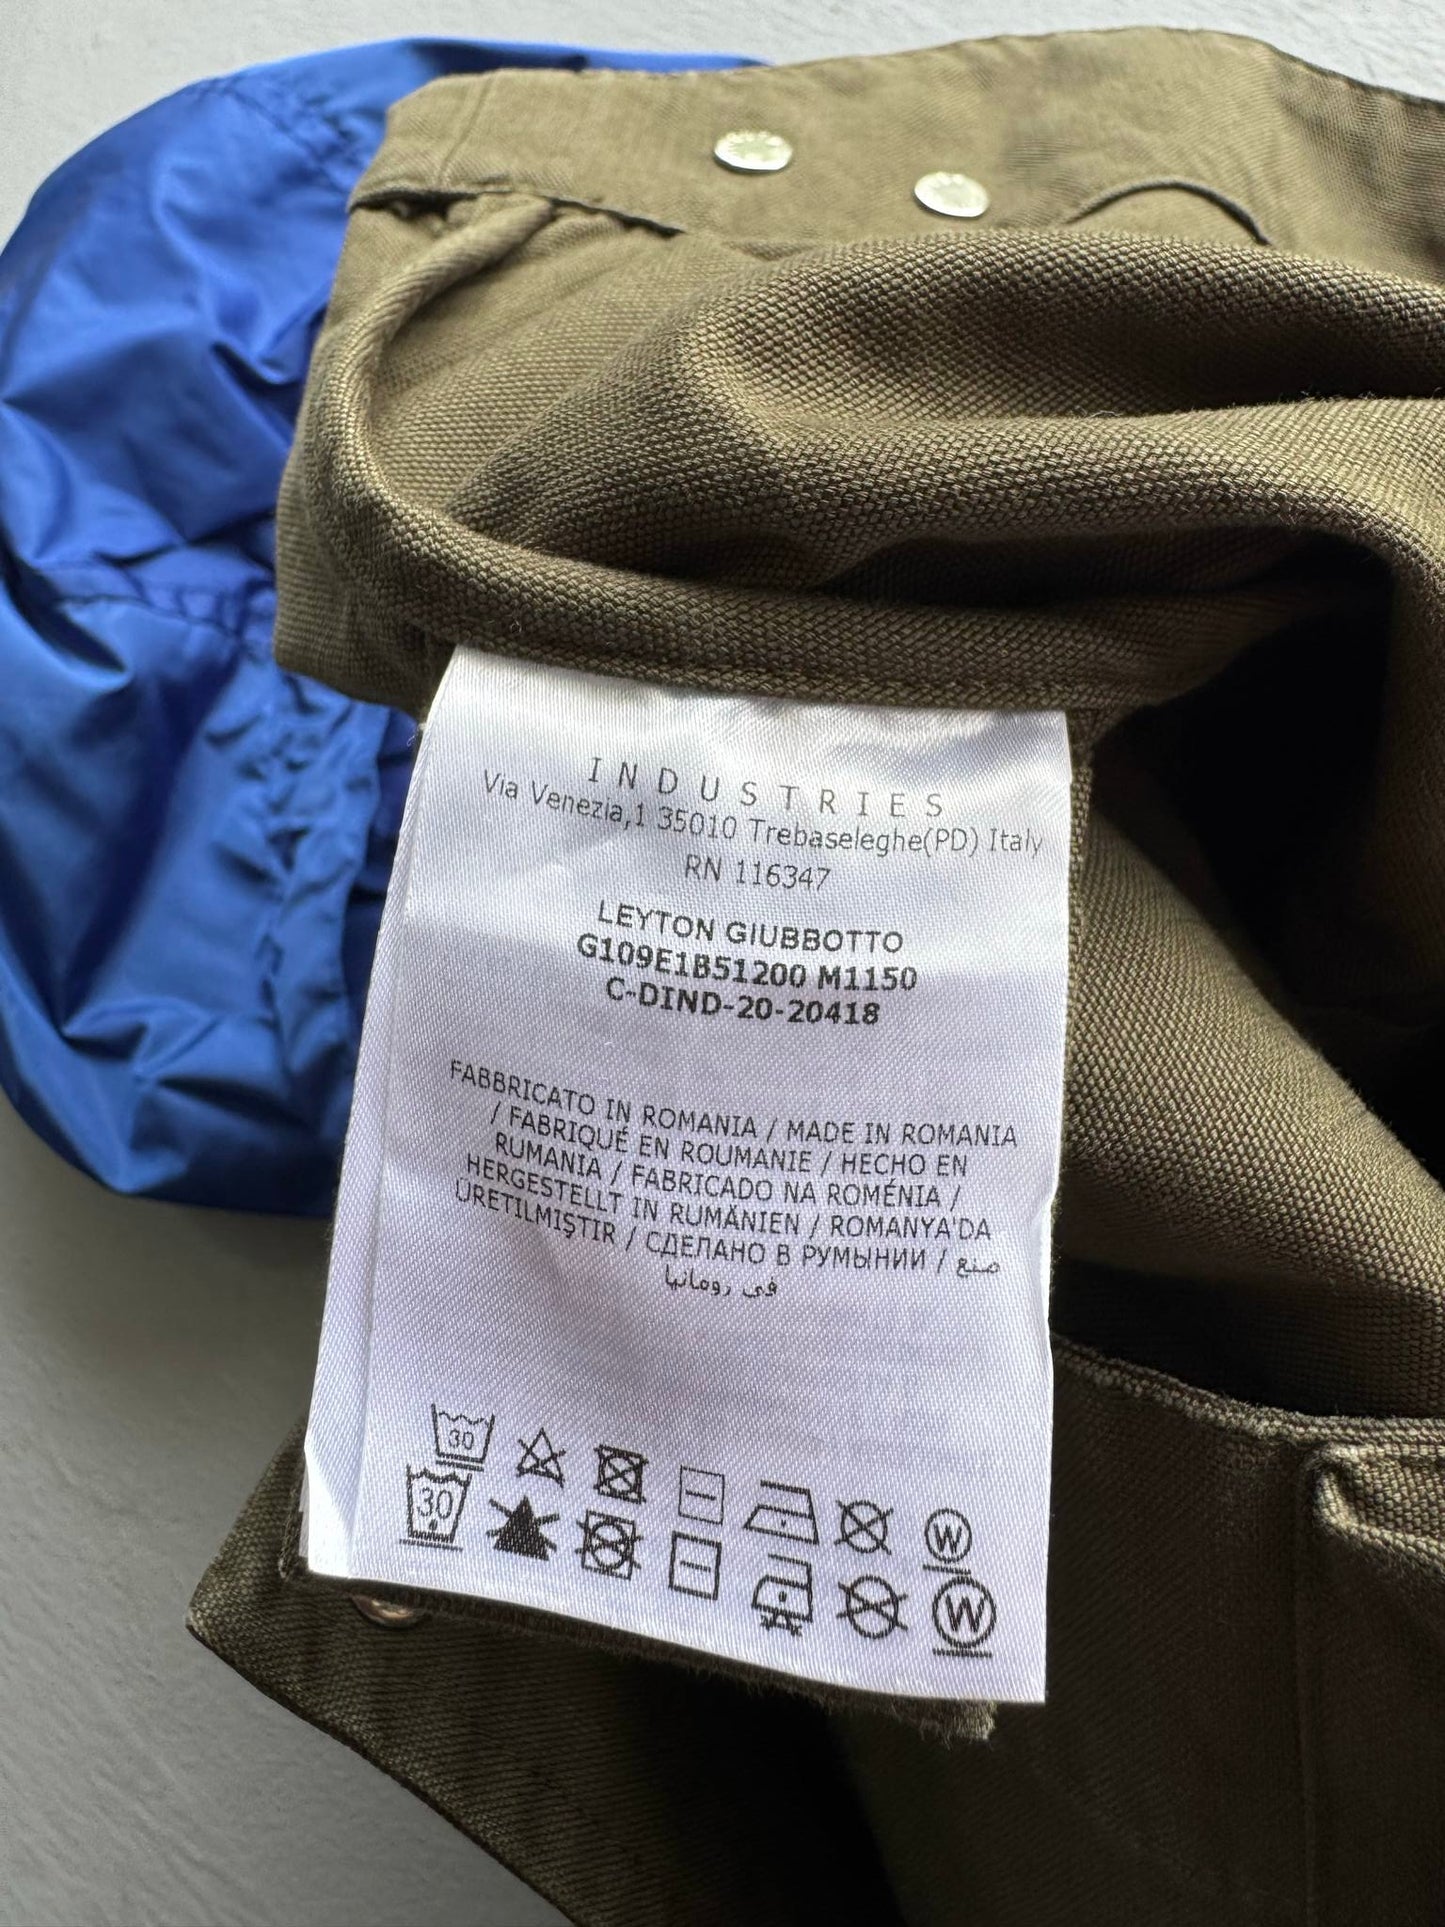 INDUSTRIES
Via Venezia,1 35010 Trebaseleghe(PD) Italy
RN 116347
LEYTON GIUBBOTTO
G109E1B51200 M1150
C-DIND-20-20418
FABBRICATO IN ROMANIA / MADE IN ROMANIA
/ FABRIQUÉ EN ROUMANIE / HECHO EN
RUMANIA / FABRICADO NA ROMÉNIA /
HERGESTELLT IN RUMÄNIEN / ROMANYA'DA
ÜRETILMIŞTIR / СДЕЛАНО В РУМЫНИИ / صنع
في رومانيا
30 W
30 W